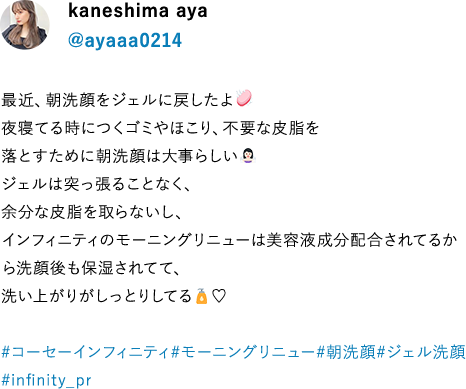 kaneshima aya
@ayaaa0214
最近、朝洗顔をジェルに戻したよ🧼
夜寝てる時につくゴミやほこり、不要な皮脂を
落とすために朝洗顔は大事らしい🧖🏻‍♀️
ジェルは突っ張ることなく、
余分な皮脂を取らないし、
インフィニティのモーニングリニューは美容液成分配合されてるか
ら洗顔後も保湿されてて、
洗い上がりがしっとりしてる🧴♡
#コーセーインフィニティ#モーニングリニュー#朝洗顔#ジェル洗顔
#infinity_pr